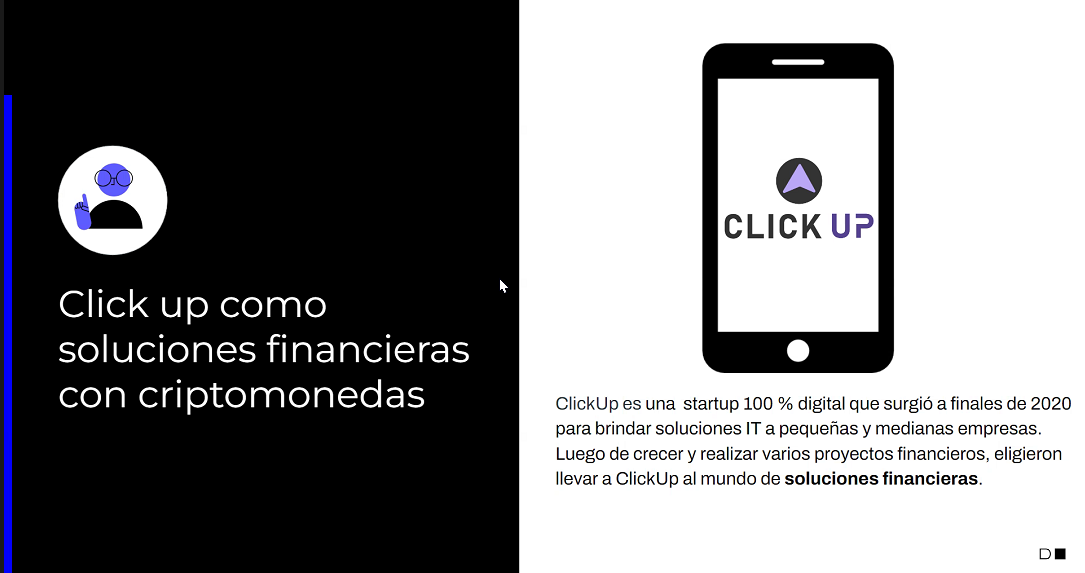 Click up como
soluciones financieras
con criptomonedas
CLICK UP
ClickUp es una  startup 100 % digital que surgió a finales de 2020
para brindar soluciones IT a pequeñas y medianas empresas.
Luego de crecer y realizar varios proyectos financieros, eligieron
llevar a ClickUp al mundo de soluciones financieras.
D